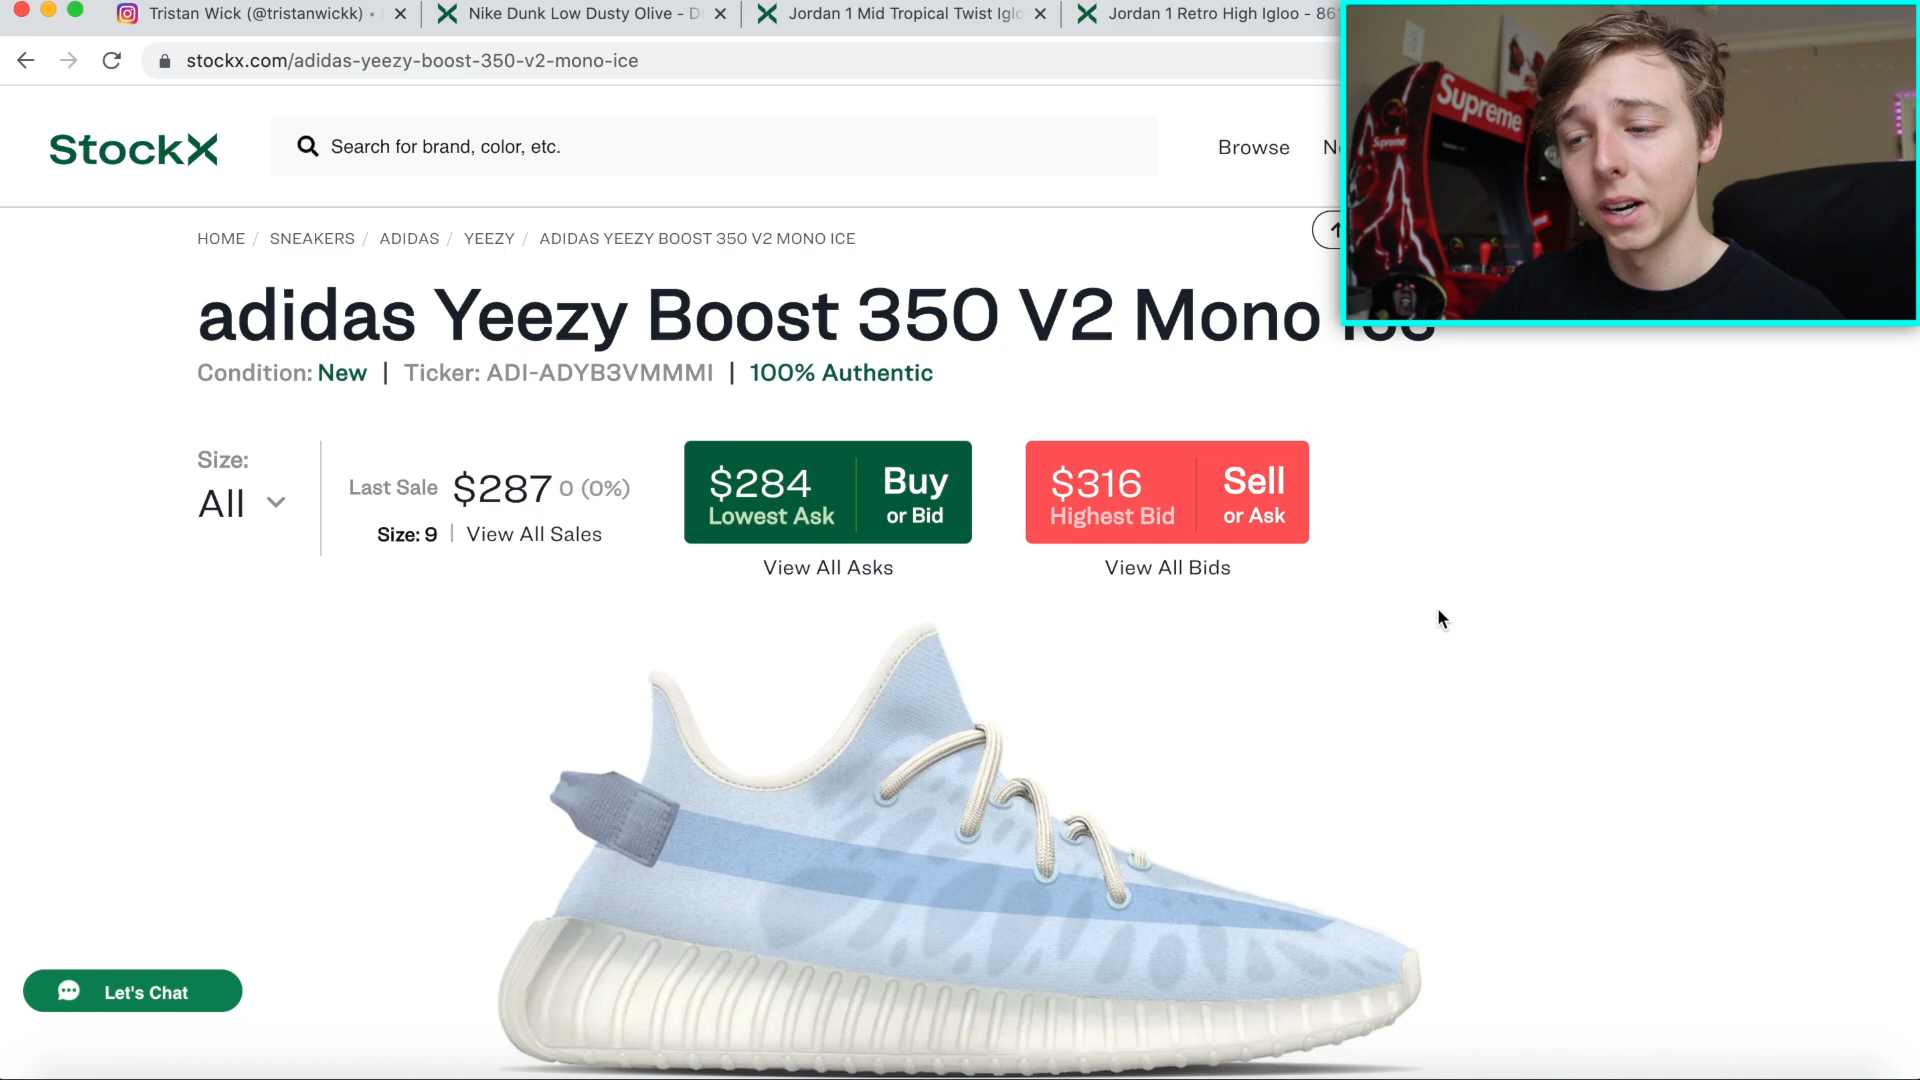 Tristan Wick (@tristanwickk) •
Nike Dunk Low Dusty Olive - D
Jordan 1 Mid Tropical Twist Iglo
Jordan 1 Retro High Igloo - 861
stockx.com/adidas-yeezy-boost-350-v2-mono-ice
StockX
Search for brand, color, etc.
Browse
Supreme
Supreme
HOME / SNEAKERS / ADIDAS / YEEZY / ADIDAS YEEZY BOOST 350 V2 MONO ICE
adidas Yeezy Boost 350 V2 Mono Ice
Condition: New | Ticker: ADI-ADYB3VMMMI | 100% Authentic
Size:
All
Last Sale $287 0 (0%)
Size: 9 | View All Sales
$284
Lowest Ask
Buy
or Bid
View All Asks
$316
Highest Bid
Sell
or Ask
View All Bids
Let's Chat